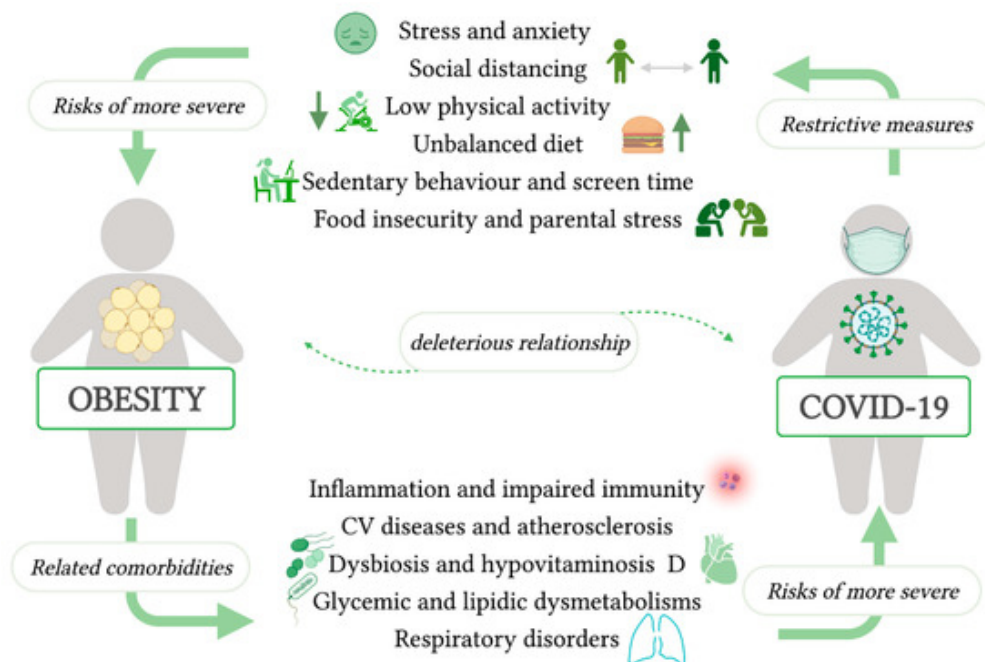 Stress and anxiety
Social distancing
Risks of more severe
Low physical activity
Restrictive measures
Unbalanced diet
Sedentary behaviour and screen time
Food insecurity and parental stress
deleterious relationship
OBESITY
COVID-19
Inflammation and impaired immunity
CV diseases and atherosclerosis
Related comorbidities
Dysbiosis and hypovitaminosis D
Glycemic and lipidic dysmetabolisms
Risks of more severe
Respiratory disorders